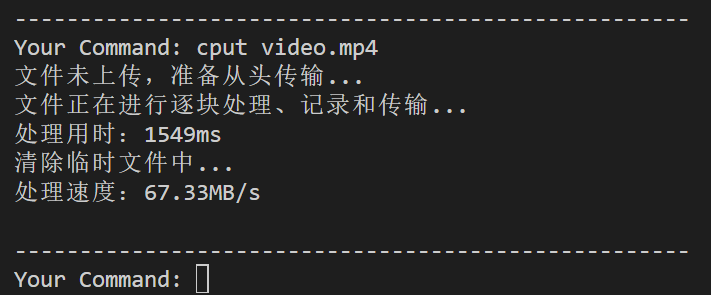 ----------------------------------------------------
Your Command: cput video.mp4
文件未上传，准备从头传输...
文件正在进行逐块处理、记录和传输...
处理用时：1549ms
清除临时文件中...
处理速度：67.33MB/s
----------------------------------------------------
Your Command: